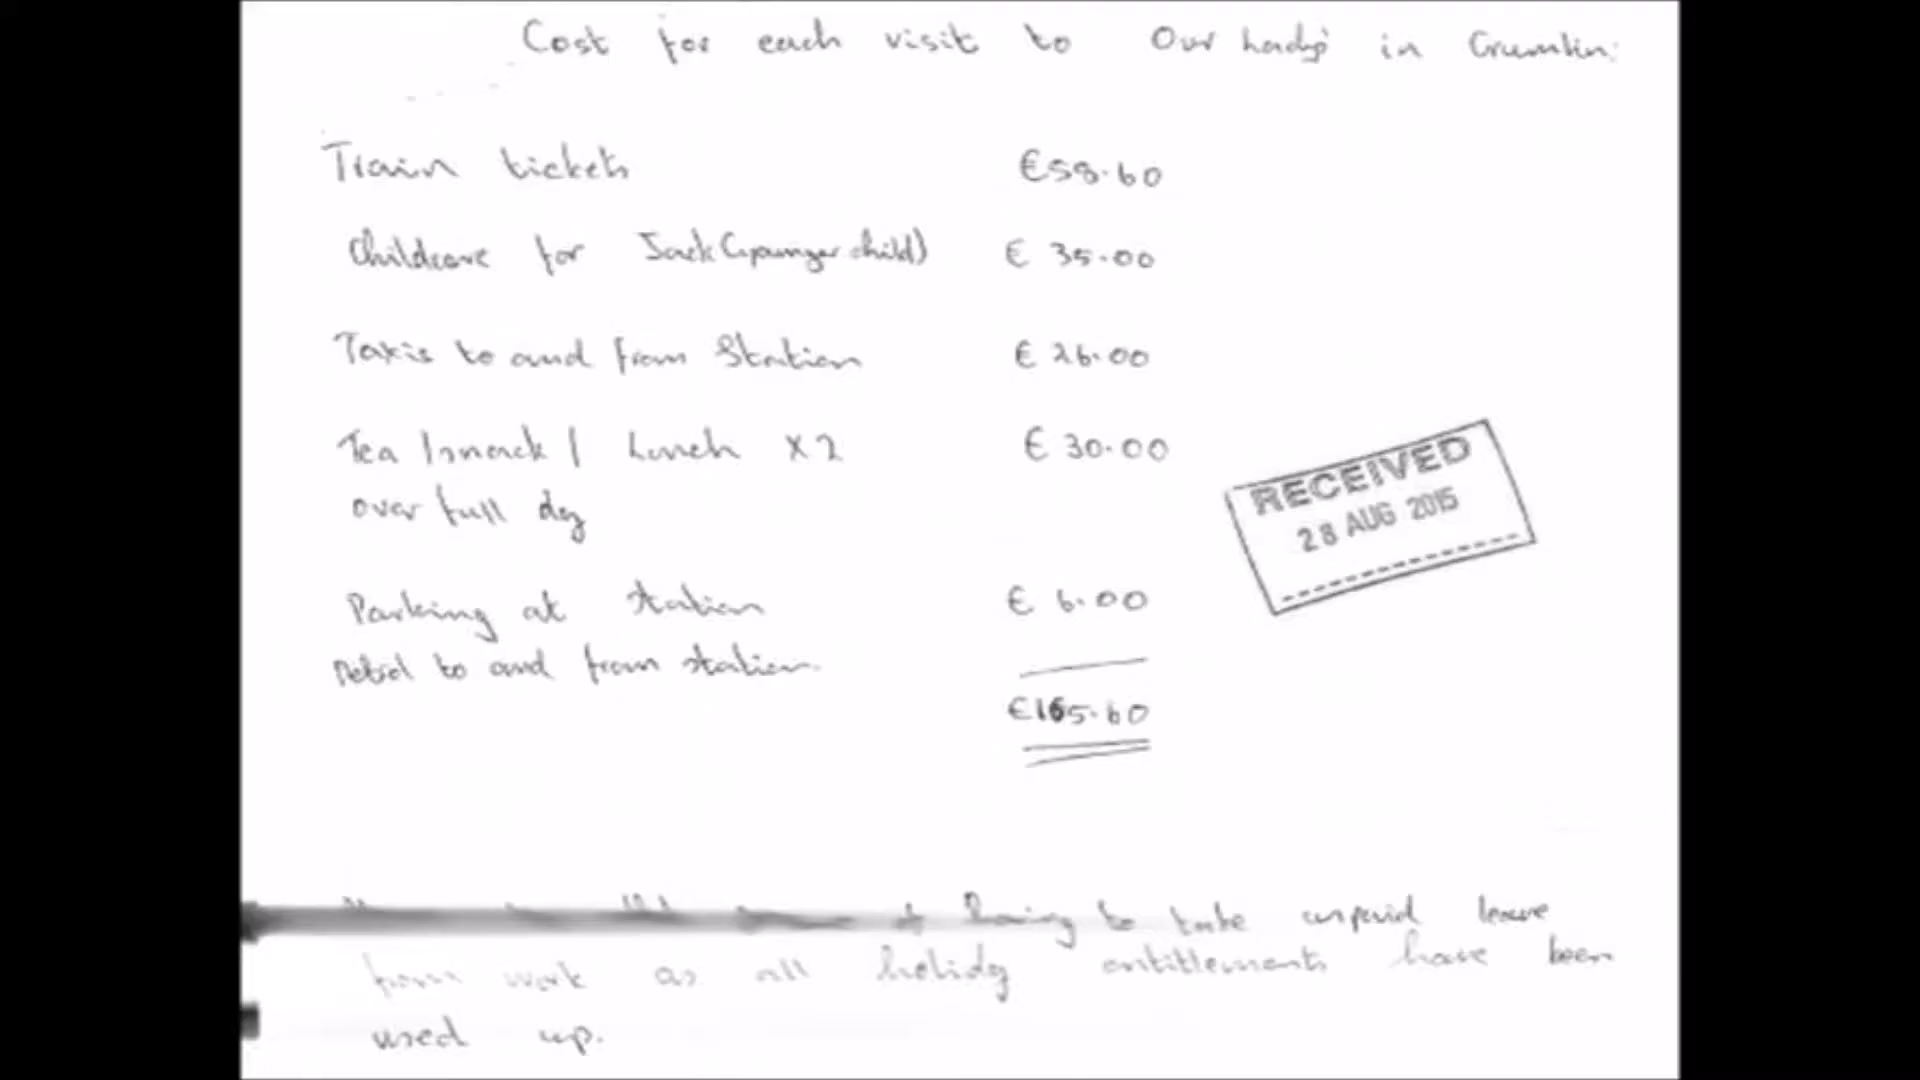 Cost for each visit to Our Lady's in Crumlin:
Train tickets €58.60
Childcare for Jack (younger child) € 35.00
Taxis to and from Station € 26.00
Tea / snack / Lunch X2 € 30.00
over full day
RECEIVED
28 AUG 2015
Parking at station € 6.00
Petrol to and from station.
€165.60
of having to take unpaid leave
from work as all holiday entitlements have been
used up.